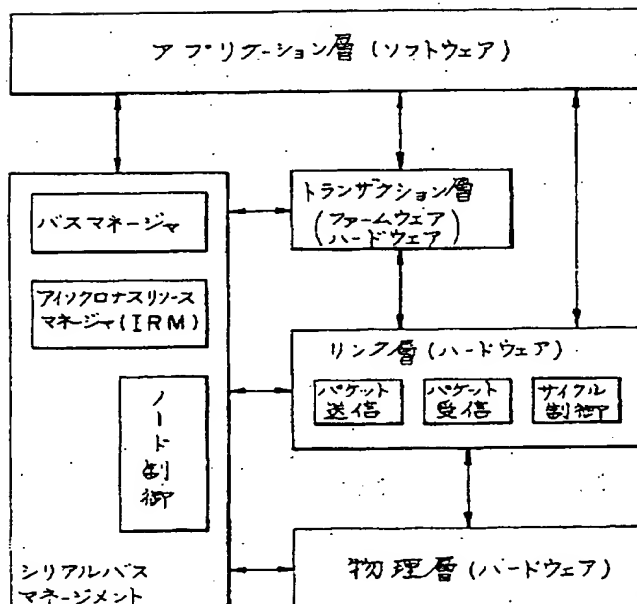 アプリケーション層(ソフトウェア)
バスマネージャ
アイソクロナスリソース
マネージャ(IRM)
ノード制御
シリアルバス
マネージメント
トランザクション層
(ファームウェア
ハードウェア)
リンク層(ハードウェア)
パケット
送信
パケット
受信
サイクル
制御
物理層(ハードウェア)